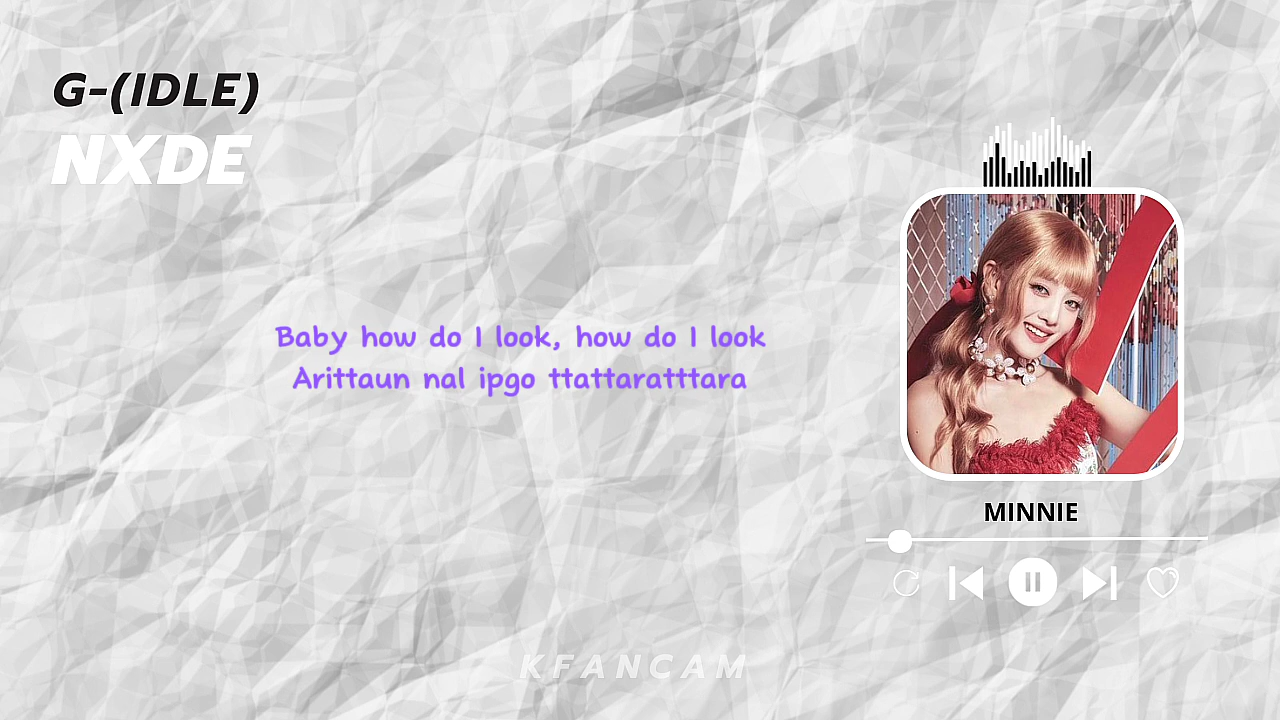 G-(IDLE)
NXDE
Baby how do I look, how do I look
Arittaun nal ipgo ttattaratttara
MINNIE
KFANCAM